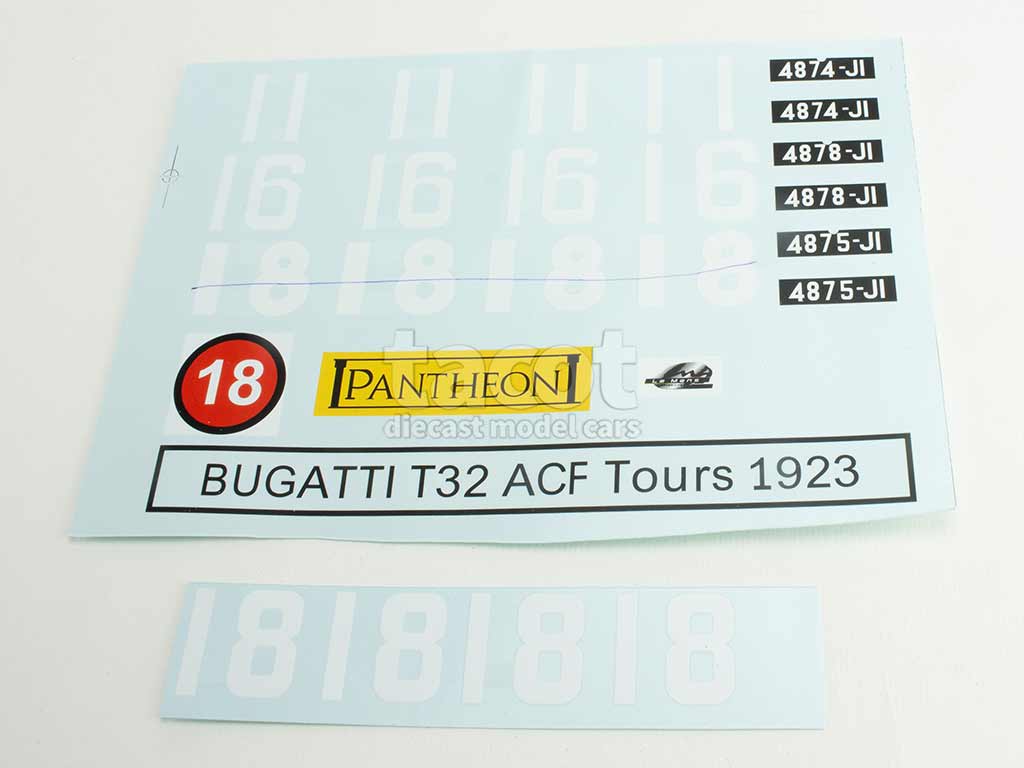 11 11 11 11
4874-JI
4874-JI
16 16 16 16
4878-JI
4878-JI
18 18 18 18
4875-JI
4875-JI
18
PANTHEON
Le Mans
tacot
diecast model cars
BUGATTI T32 ACF Tours 1923
18 18 18 18